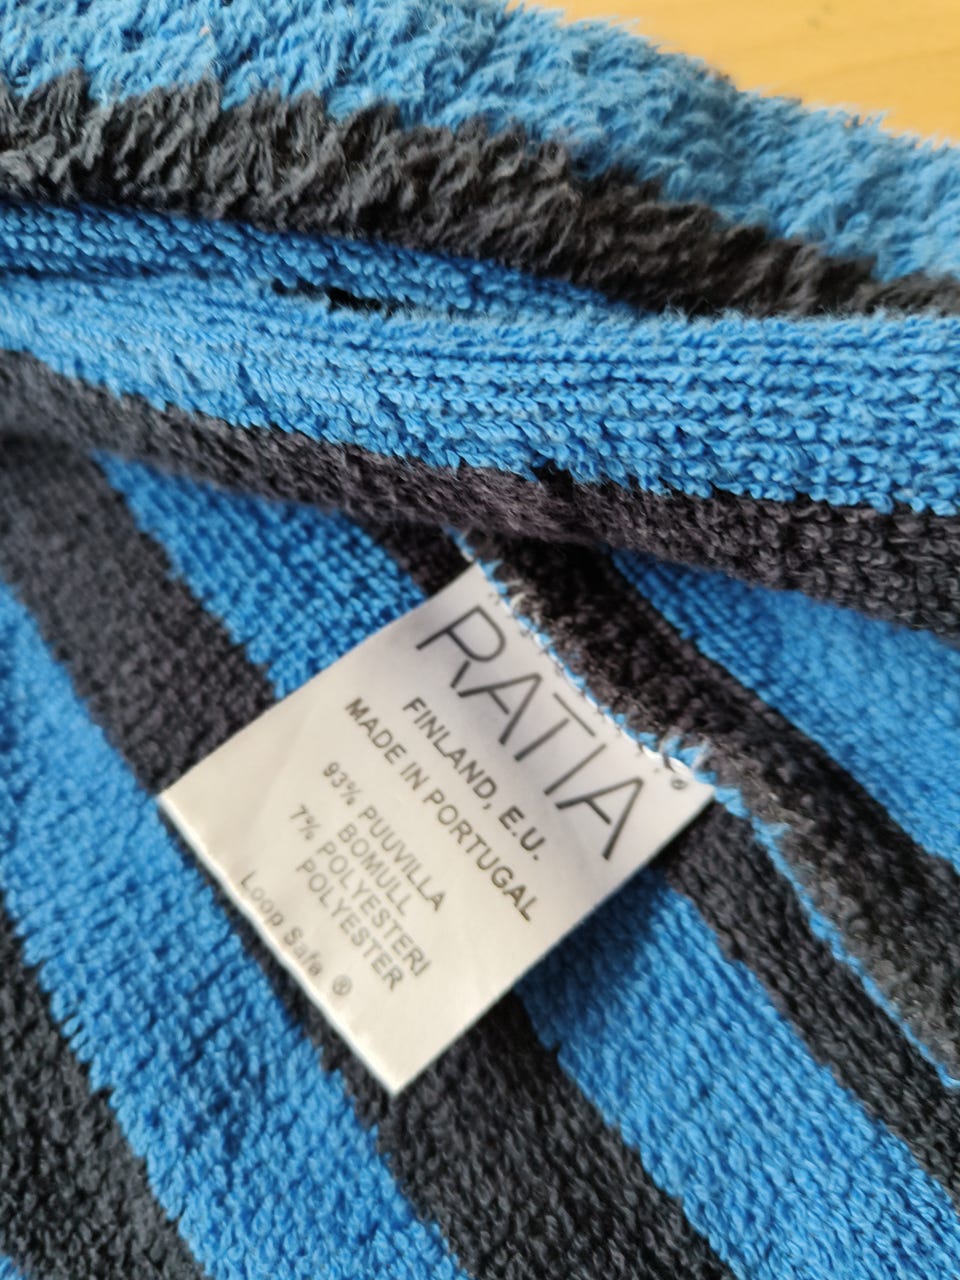 RATIA®
FINLAND, E.U.
MADE IN PORTUGAL
93% PUUVILLA
BOMULL
7% POLYESTERI
POLYESTER
Loop Safe ®